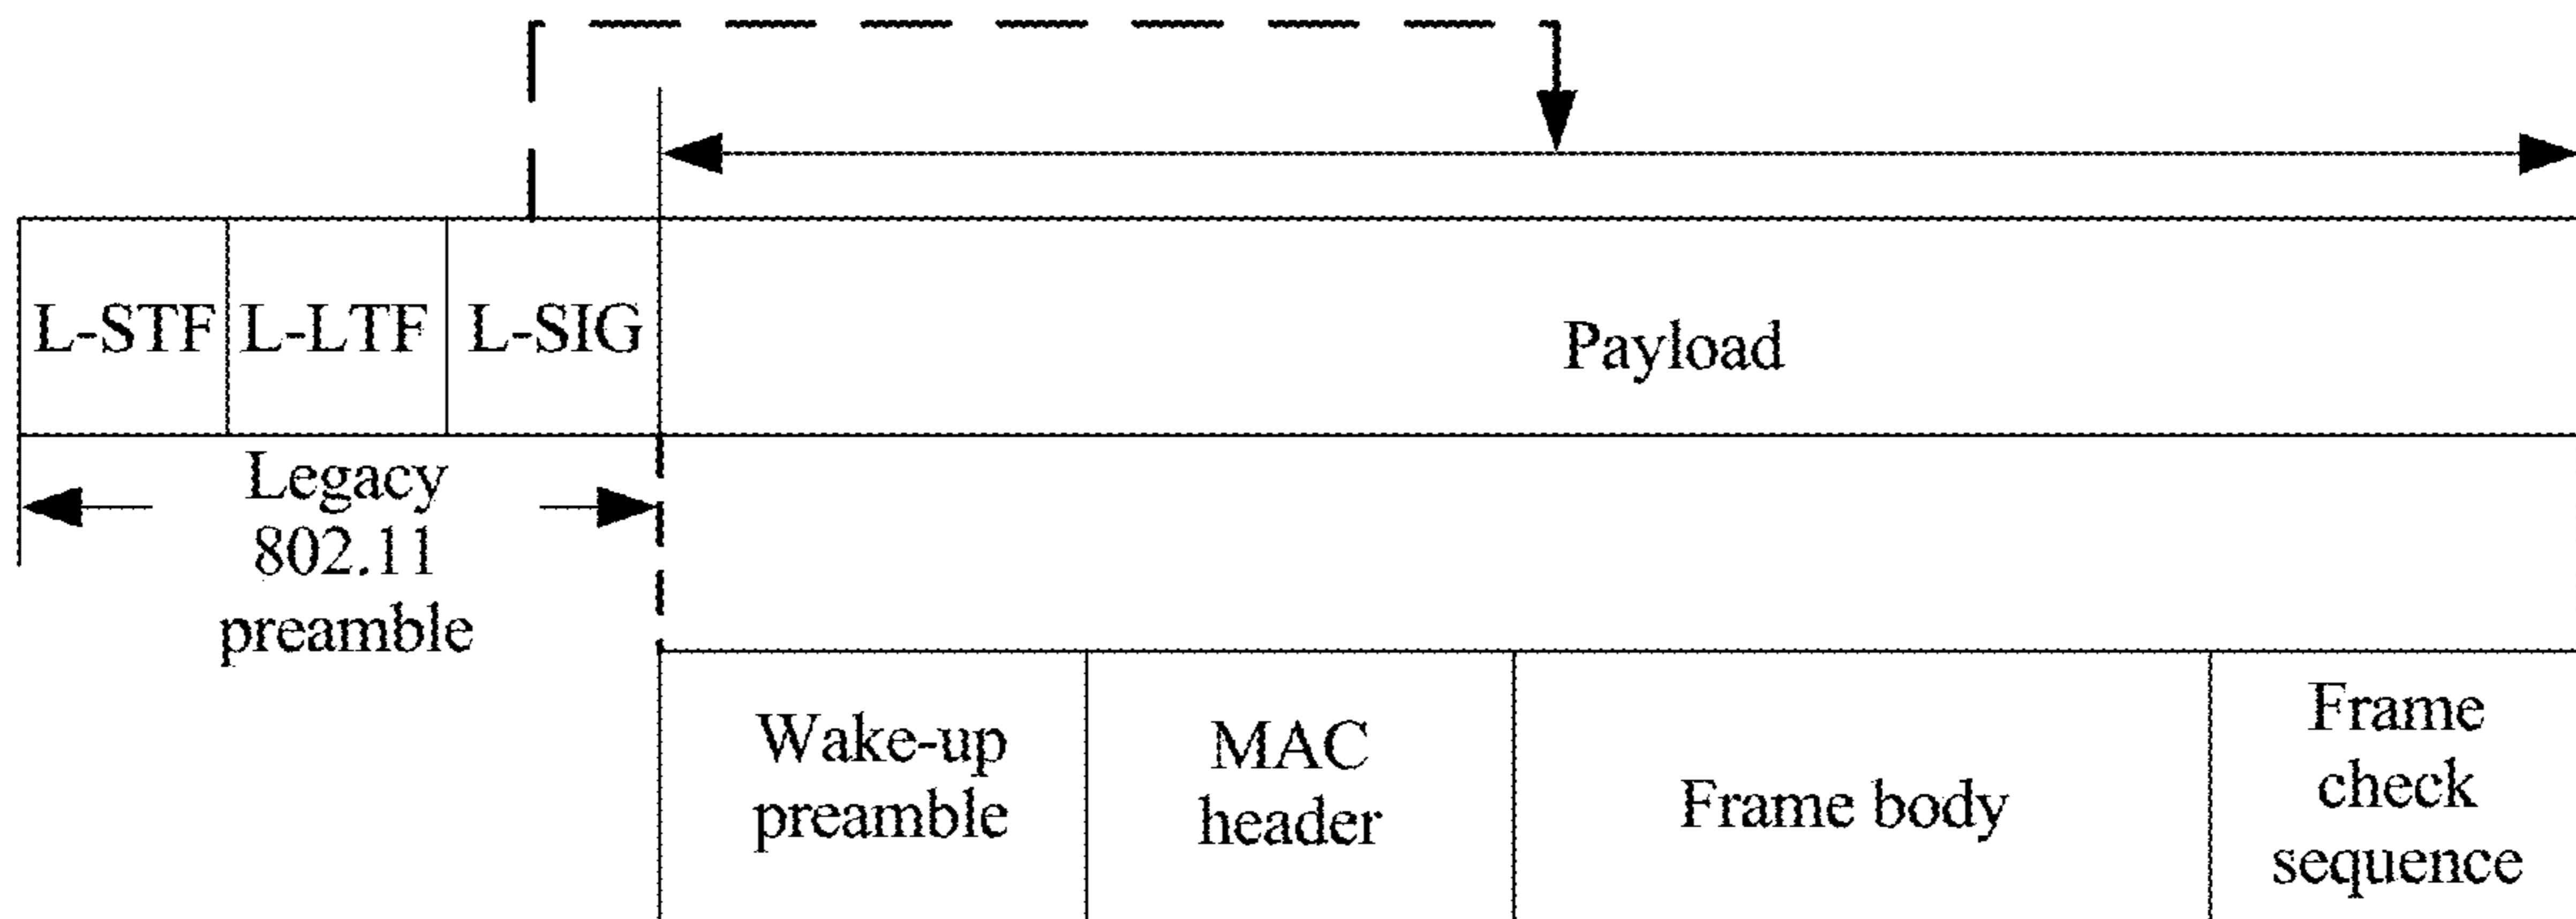 L-STF
L-LTF
L-SIG
Payload
Legacy
802.11
preamble
Wake-up
preamble
MAC
header
Frame body
Frame
check
sequence